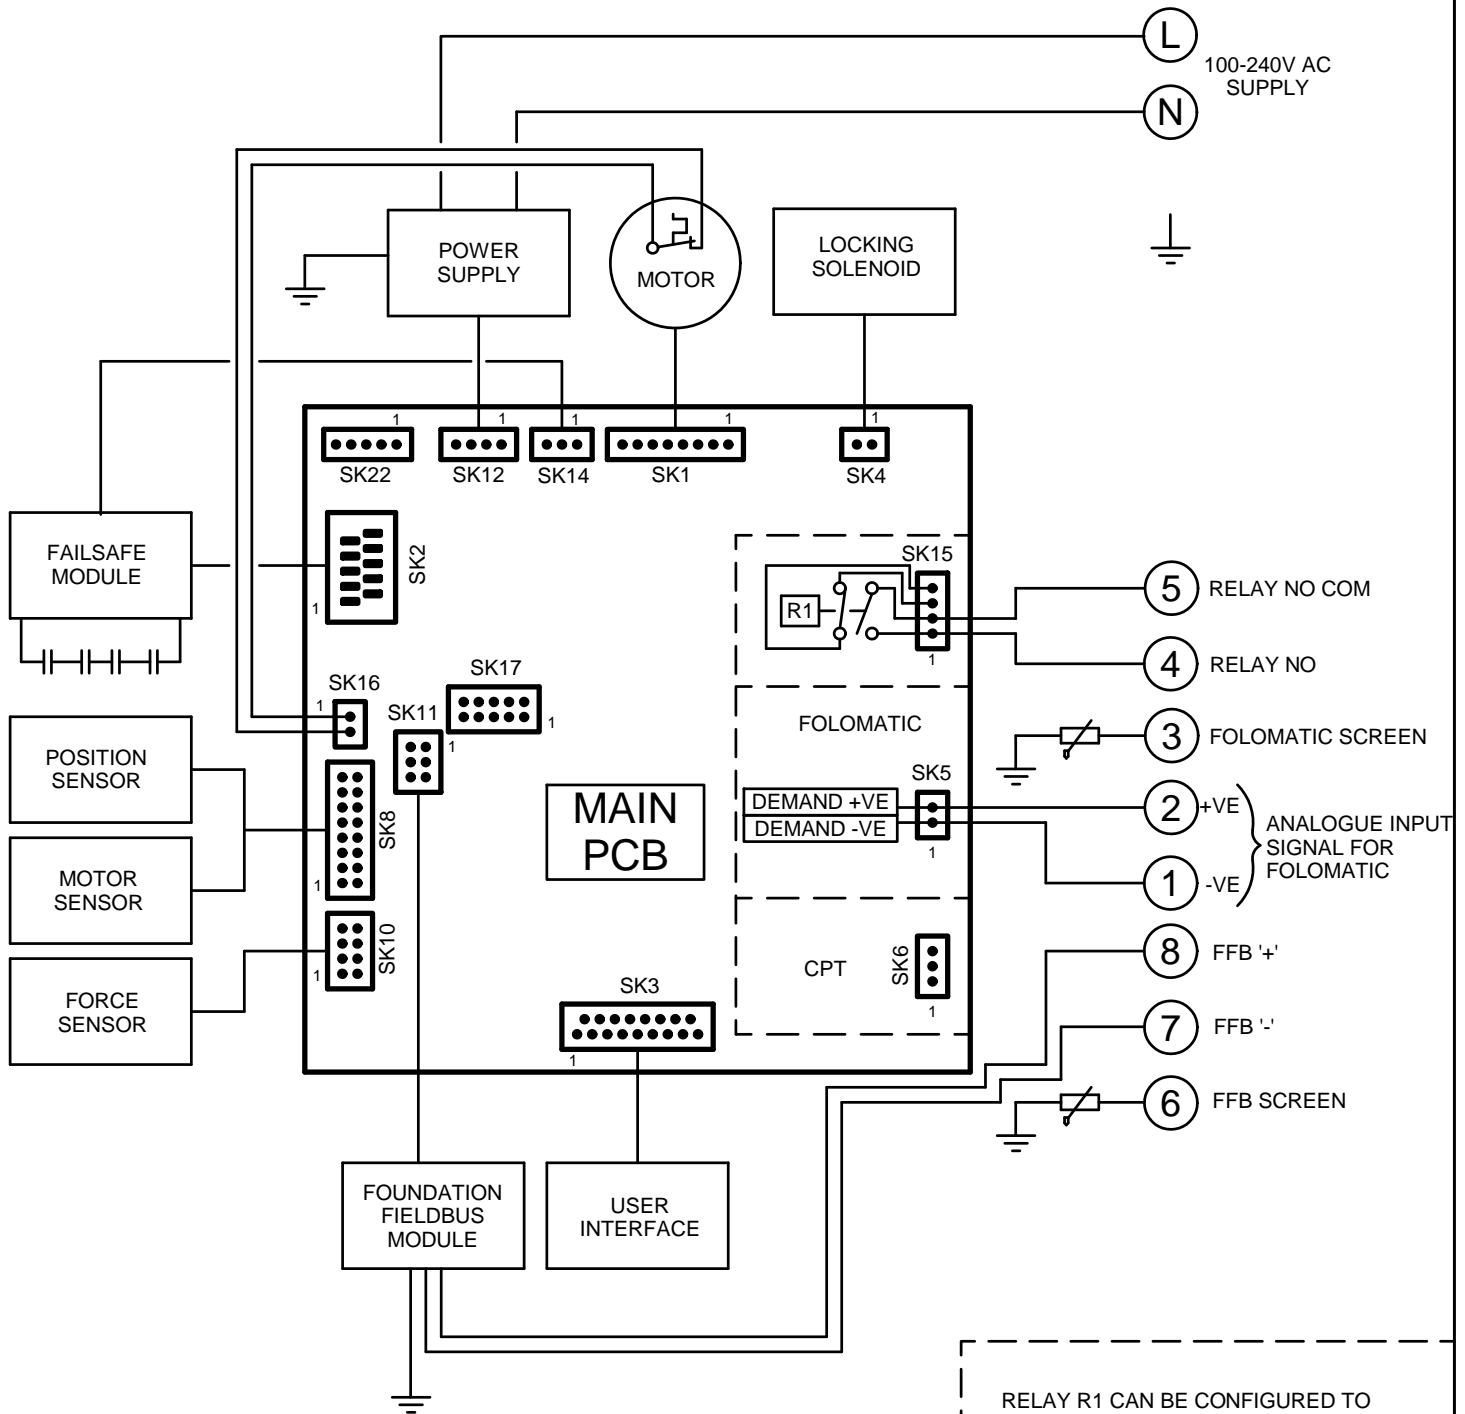 L
100-240V AC
SUPPLY
N
POWER
SUPPLY
MOTOR
LOCKING
SOLENOID
1
1
1
1
1
SK22
SK12
SK14
SK1
SK4
FAILSAFE
MODULE
SK2
1
SK15
R1
1
5
RELAY NO COM
4
RELAY NO
SK16
1
SK17
1
SK11
1
FOLOMATIC
3
FOLOMATIC SCREEN
POSITION
SENSOR
MOTOR
SENSOR
SK8
1
MAIN
PCB
SK5
DEMAND +VE
DEMAND -VE
1
2
+VE
1
-VE
ANALOGUE INPUT
SIGNAL FOR
FOLOMATIC
FORCE
SENSOR
SK10
1
CPT
SK6
1
8
FFB '+'
7
FFB '-'
6
FFB SCREEN
SK3
1
FOUNDATION
FIELDBUS
MODULE
USER
INTERFACE
RELAY R1 CAN BE CONFIGURED TO